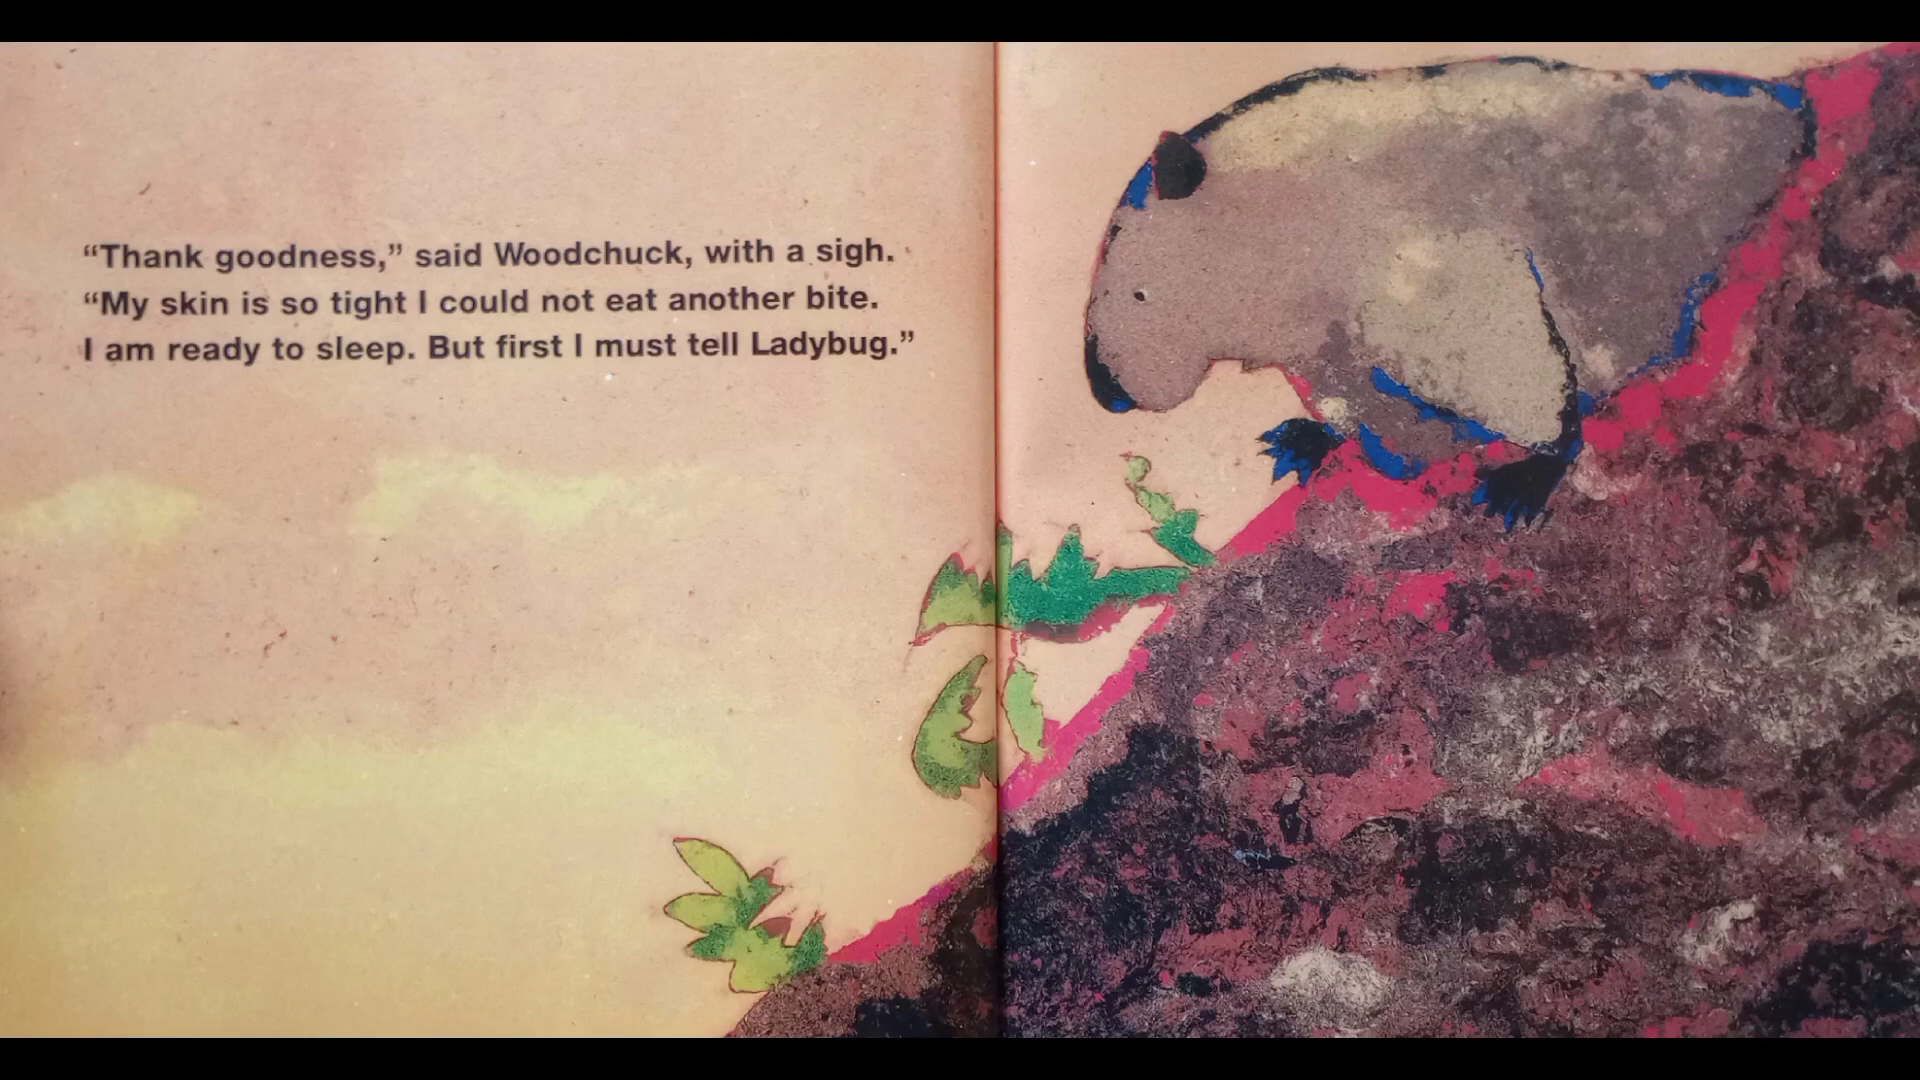 “Thank goodness,” said Woodchuck, with a sigh.
“My skin is so tight I could not eat another bite.
I am ready to sleep. But first I must tell Ladybug.”